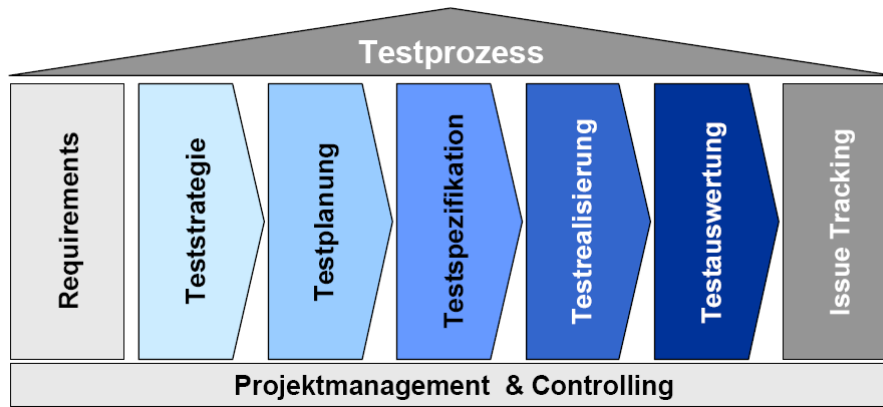 Testprozess
Requirements
Teststrategie
Testplanung
Testspezifikation
Testrealisierung
Testauswertung
Issue Tracking
Projektmanagement & Controlling